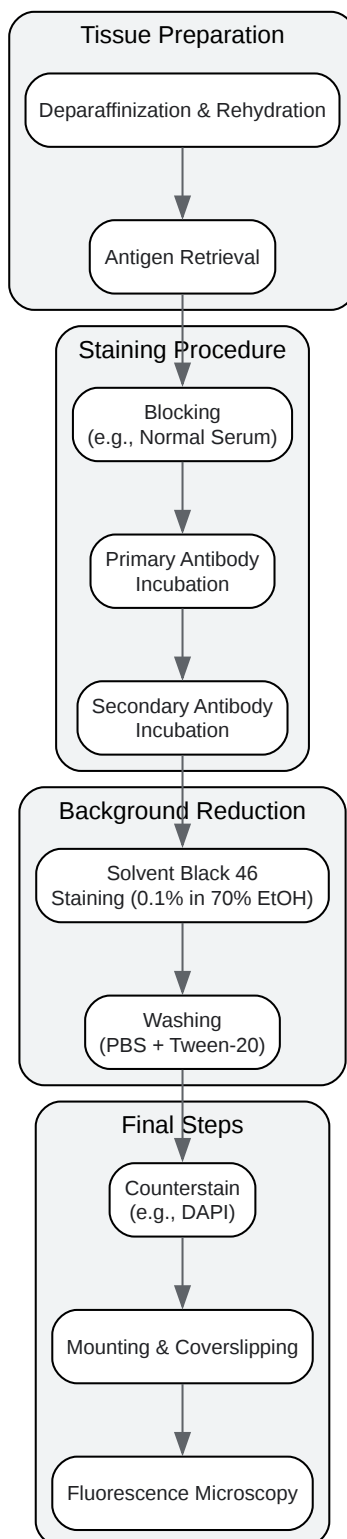 Tissue Preparation
Deparaffinization & Rehydration
Antigen Retrieval
Staining Procedure
Blocking
(e.g., Normal Serum)
Primary Antibody
Incubation
Secondary Antibody
Incubation
Background Reduction
Solvent Black 46
Staining (0.1% in 70% EtOH)
Washing
(PBS + Tween-20)
Final Steps
Counterstain
(e.g., DAPI)
Mounting & Coverslipping
Fluorescence Microscopy